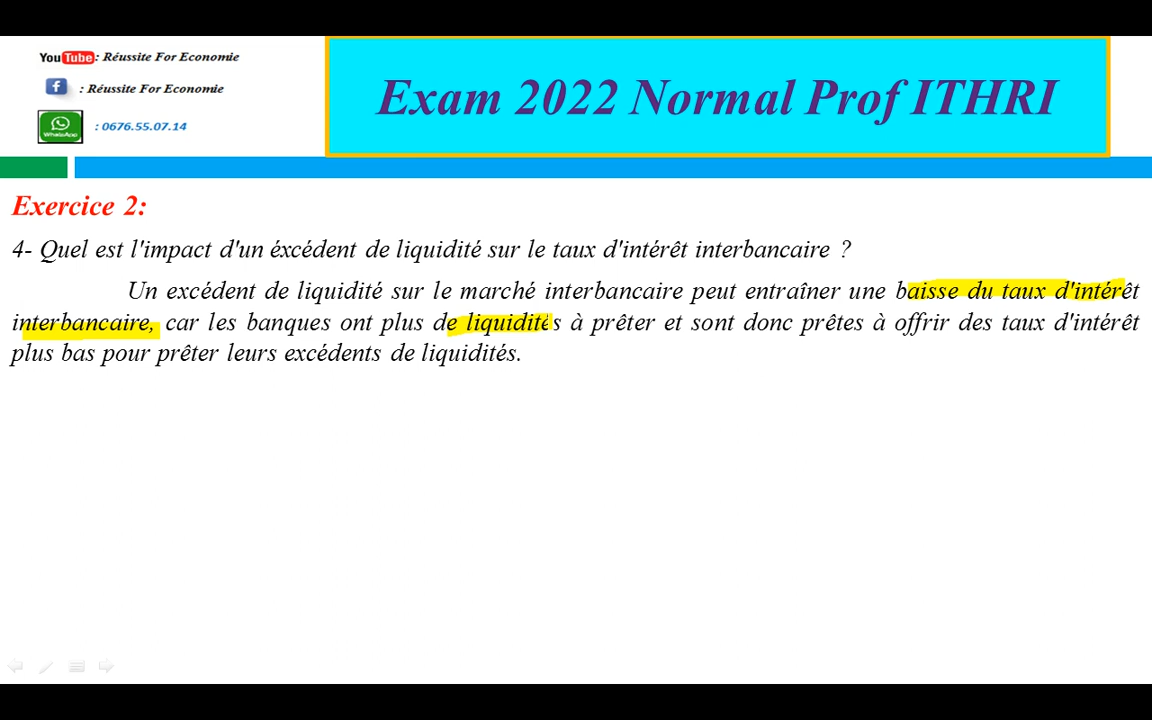 YouTube : Réussite For Economie
: Réussite For Economie
WhatsApp : 0676.55.07.14
Exam 2022 Normal Prof ITHRI
Exercice 2:
4- Quel est l'impact d'un éxcédent de liquidité sur le taux d'intérêt interbancaire ?
Un excédent de liquidité sur le marché interbancaire peut entraîner une baisse du taux d'intérêt
interbancaire, car les banques ont plus de liquidités à prêter et sont donc prêtes à offrir des taux d'intérêt
plus bas pour prêter leurs excédents de liquidités.